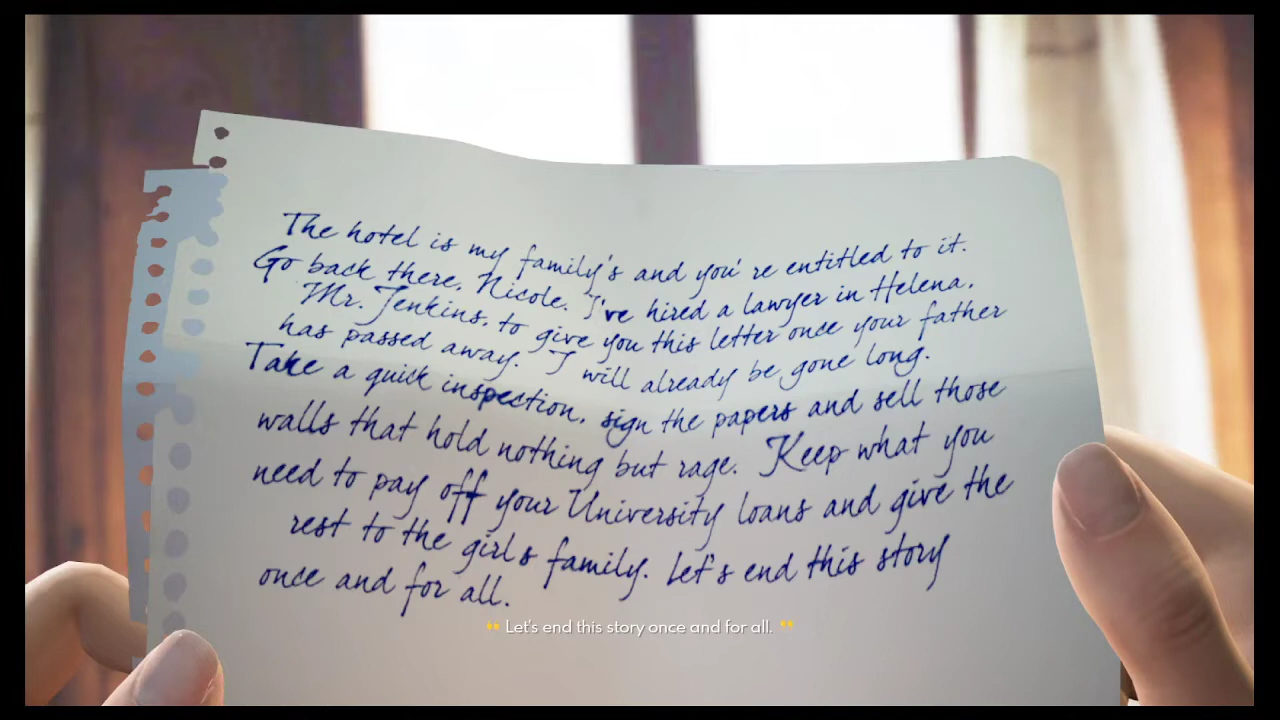 The hotel is my family's and you're entitled to it.
Go back there, Nicole. I've hired a lawyer in Helena,
Mr. Jenkins, to give you this letter once your father
has passed away. I will already be gone long.
Take a quick inspection, sign the papers and sell those
walls that hold nothing but rage. Keep what you
need to pay off your University loans and give the
rest to the girls family. Let's end this story
once and for all.
" Let's end this story once and for all. "